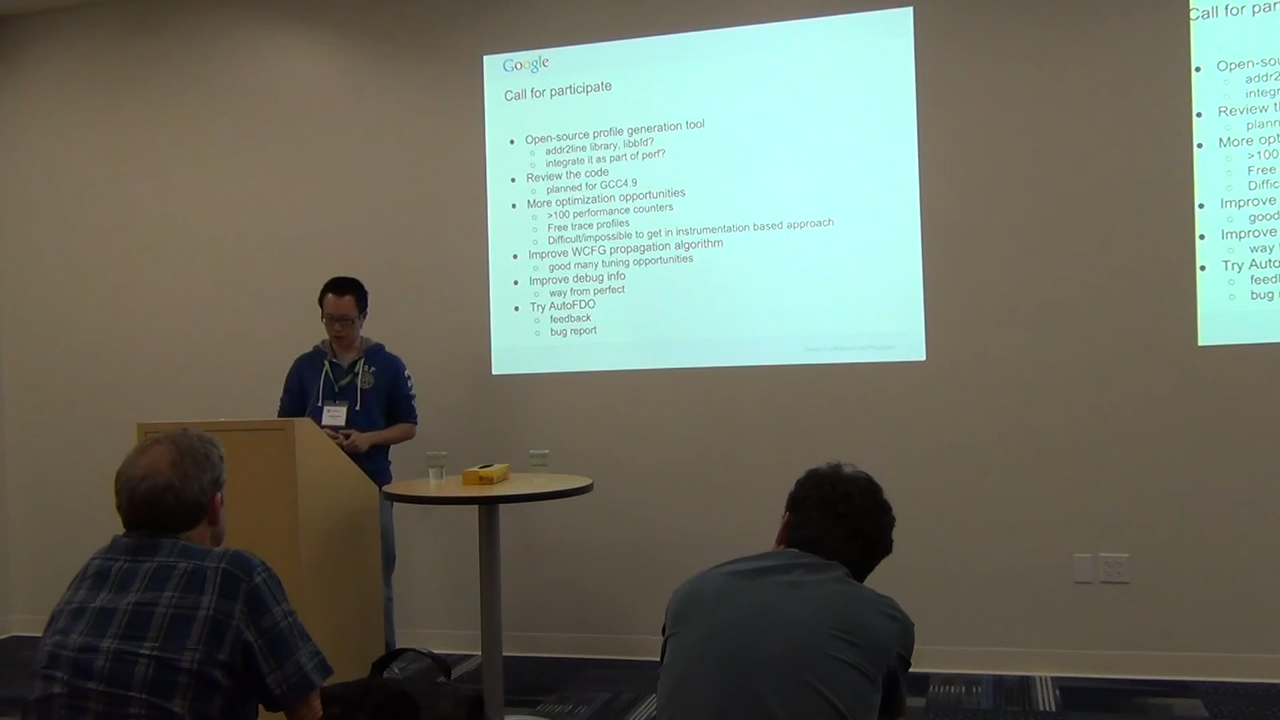 Google
Call for participate
Open-source profile generation tool
addr2line library, libbfd?
integrate it as part of perf?
Review the code
planned for GCC4.9
More optimization opportunities
>100 performance counters
Free trace profiles
Difficult/impossible to get in instrumentation based approach
Improve WCFG propagation algorithm
good many tuning opportunities
Improve debug info
way from perfect
Try AutoFDO
feedback
bug report
Call for par
Open-sou
addr2
integr
Review t
plann
More opt
>100
Free
Diffic
Improve
good
Improve
way
Try Auto
feed
bug